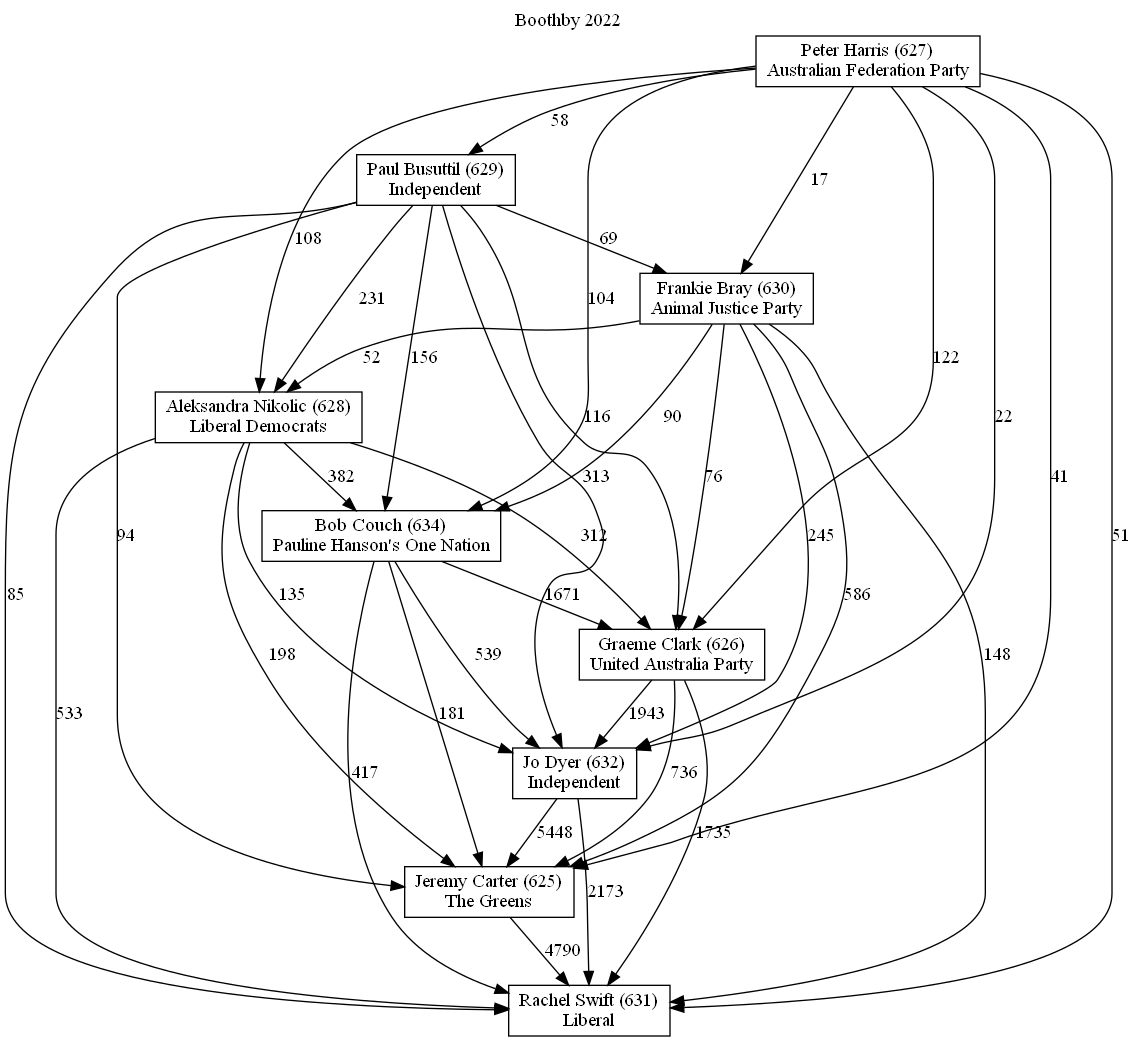 Boothby 2022
Peter Harris (627)
Australian Federation Party
58
Paul Busuttil (629)
Independent
17
108
69
Frankie Bray (630)
Animal Justice Party
231
104
156
52
122
Aleksandra Nikolic (628)
Liberal Democrats
116
90
22
382
313
76
41
Bob Couch (634)
Pauline Hanson's One Nation
94
312
245
51
85
135
1671
586
Graeme Clark (626)
United Australia Party
198
539
148
533
181
1943
Jo Dyer (632)
Independent
417
736
5448
1735
Jeremy Carter (625)
The Greens
2173
4790
Rachel Swift (631)
Liberal